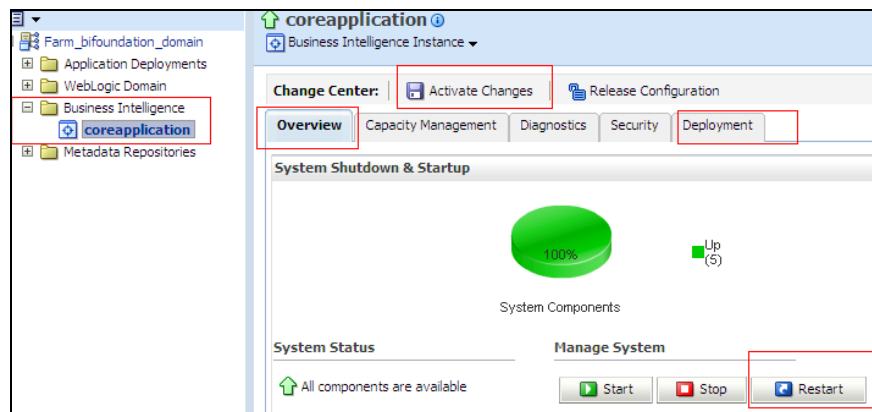 Farm_bifoundation_domain
Application Deployments
WebLogic Domain
Business Intelligence
coreapplication
Metadata Repositories
coreapplication
Business Intelligence Instance
Change Center: Activate Changes Release Configuration
Overview Capacity Management Diagnostics Security Deployment
System Shutdown & Startup
100%
Up
(5)
System Components
System Status Manage System
All components are available Start Stop Restart